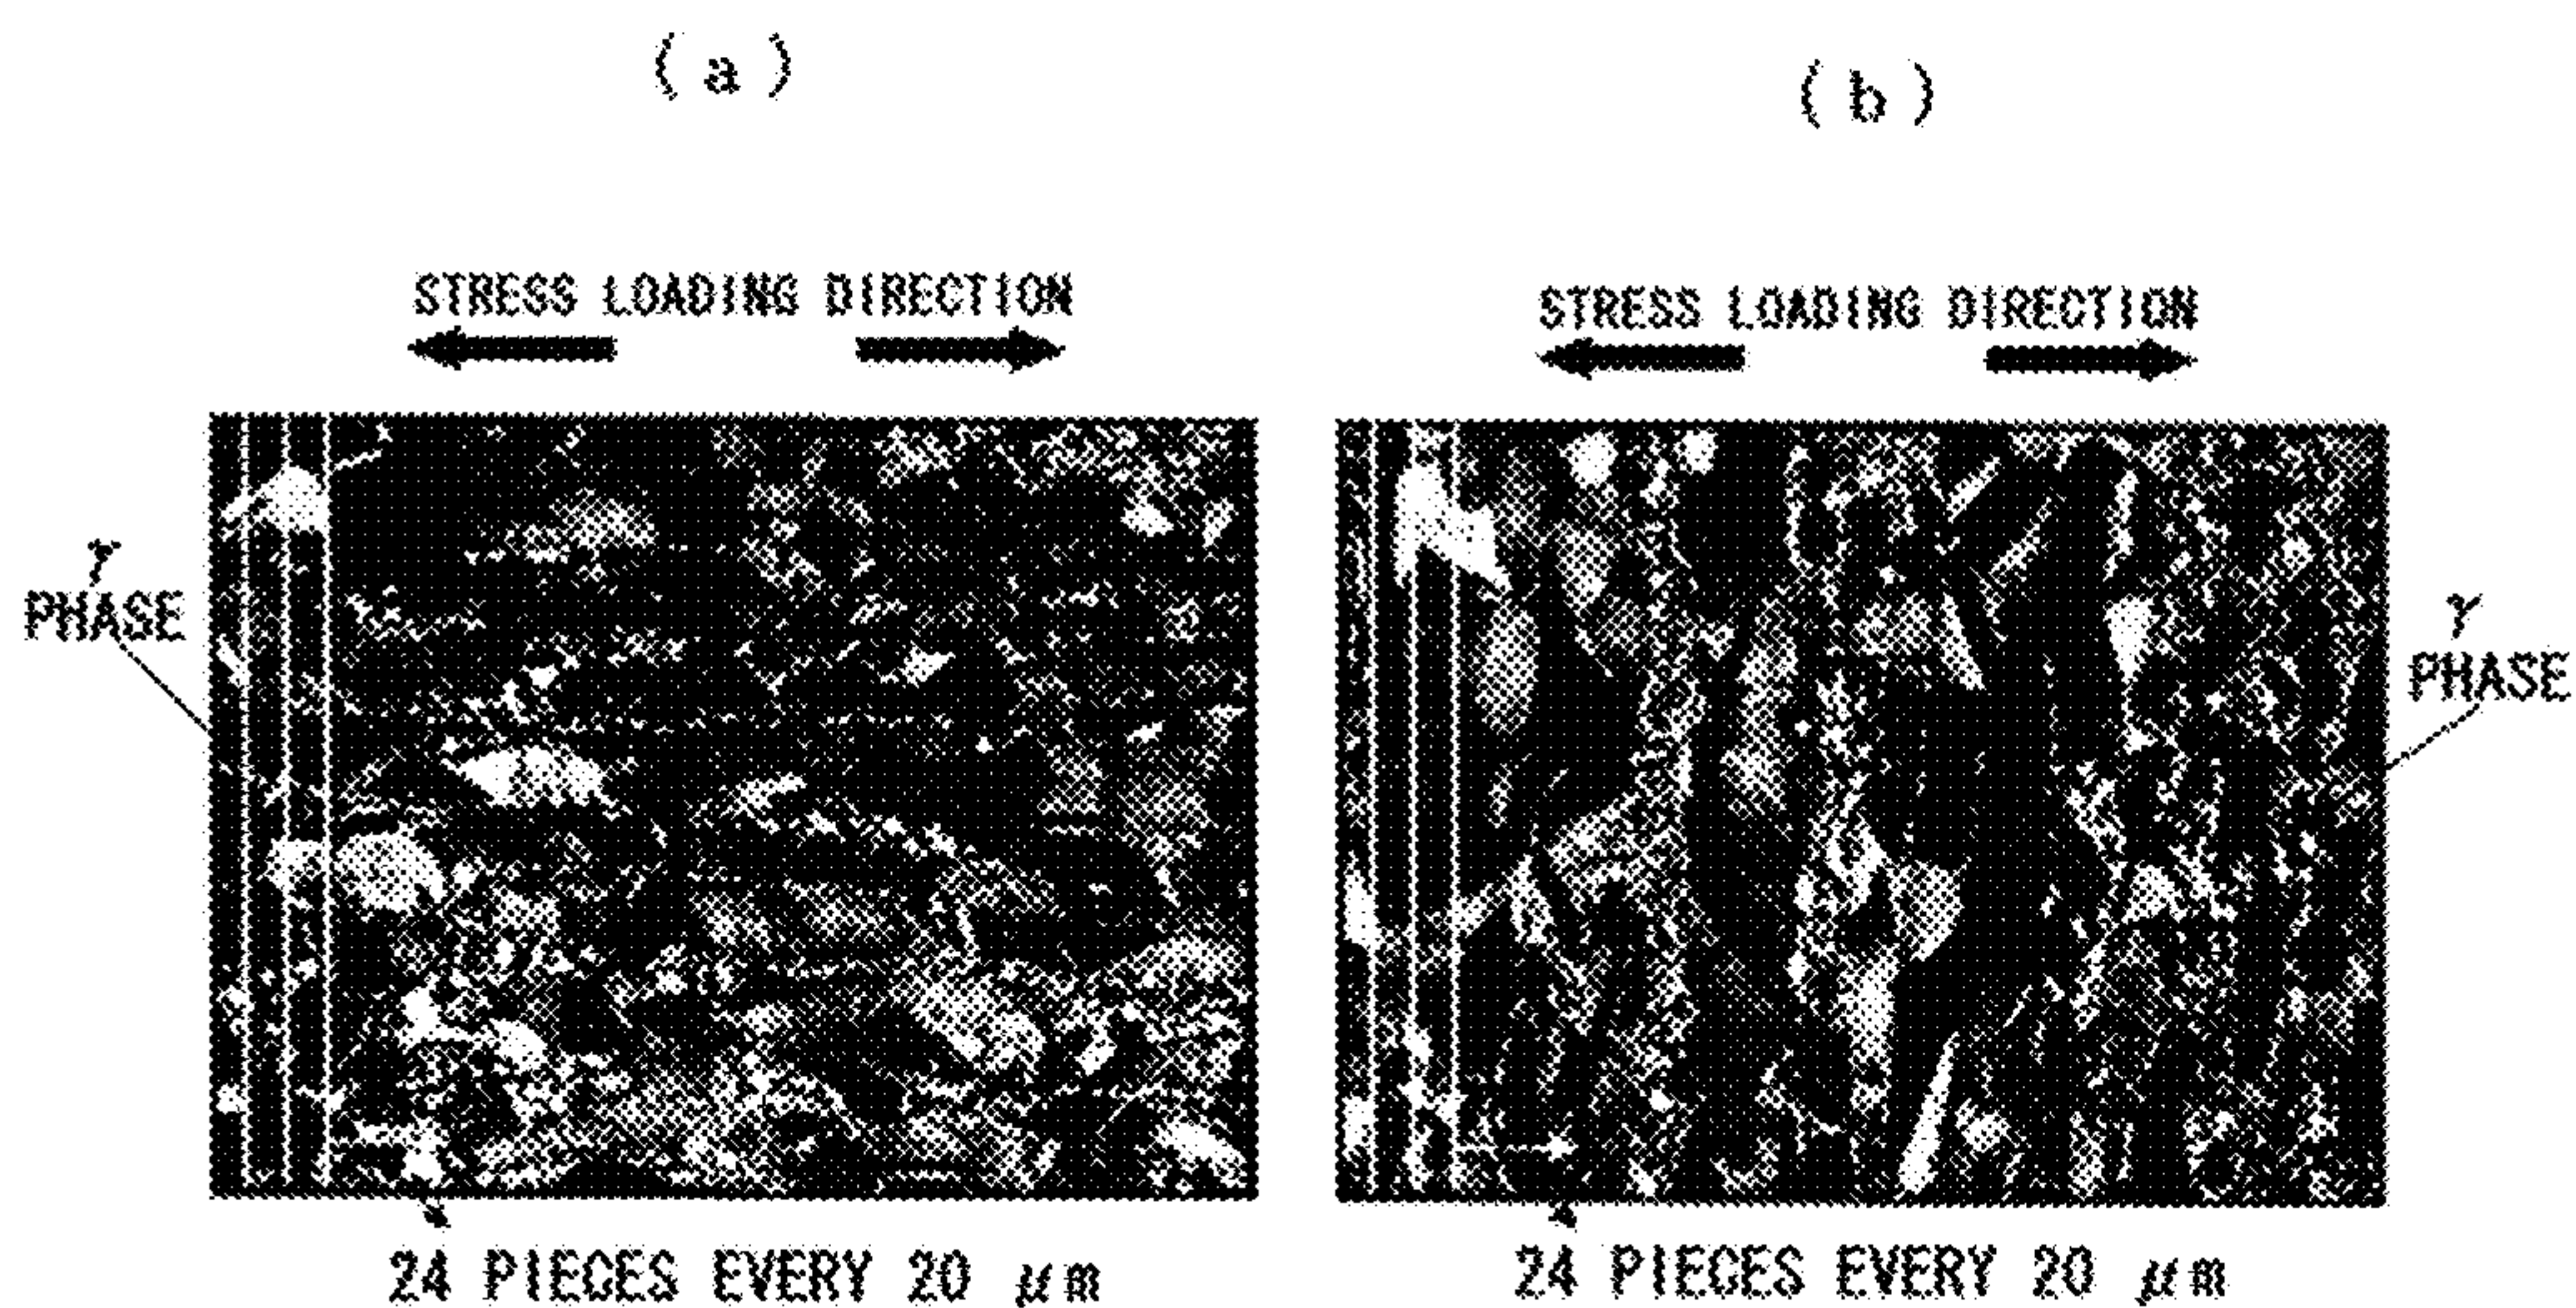 (a)
(b)
STRESS LOADING DIRECTION
STRESS LOADING DIRECTION
γ
PHASE
γ
PHASE
24 PIECES EVERY 20 μm
24 PIECES EVERY 20 μm